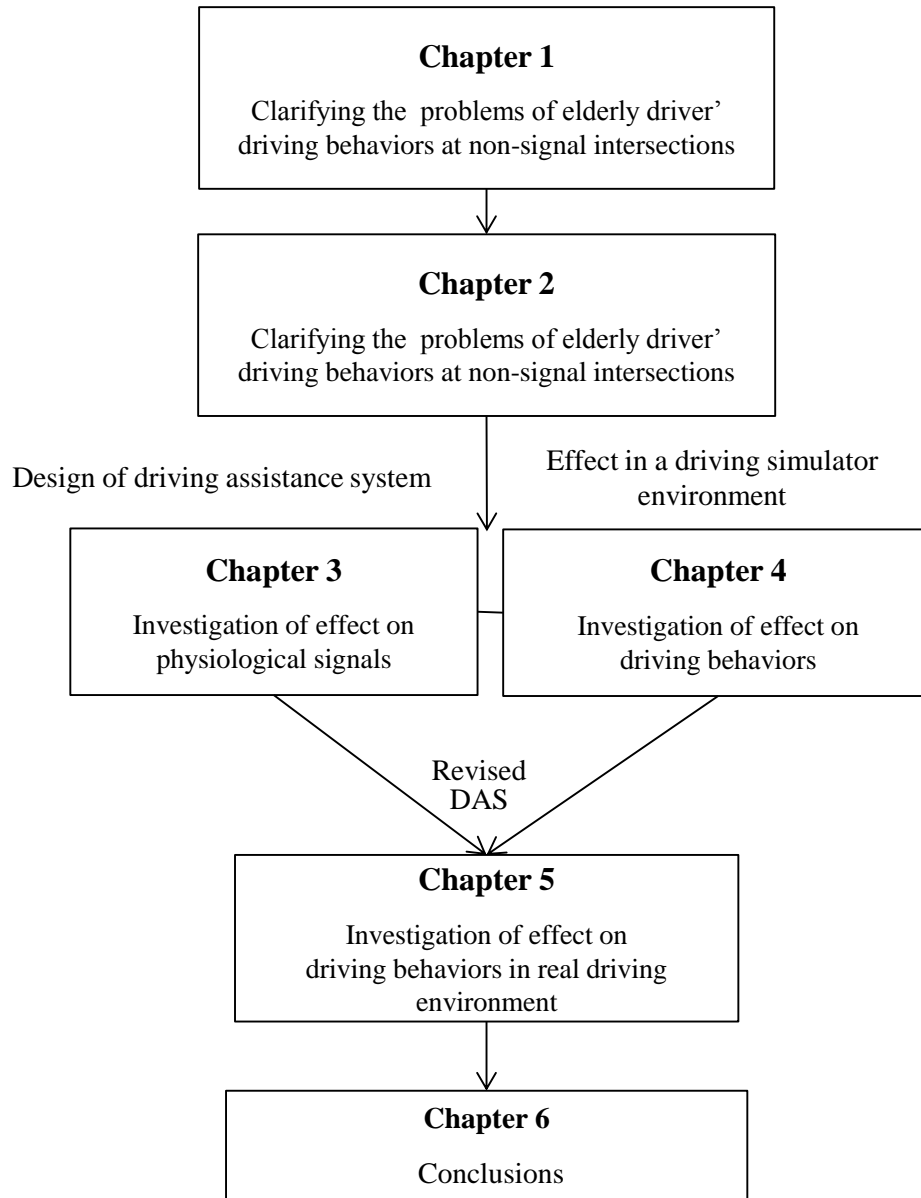 Chapter 1
Clarifying the problems of elderly driver’
driving behaviors at non-signal intersections
Chapter 2
Clarifying the problems of elderly driver’
driving behaviors at non-signal intersections
Design of driving assistance system
Effect in a driving simulator
environment
Chapter 3
Investigation of effect on
physiological signals
Chapter 4
Investigation of effect on
driving behaviors
Revised
DAS
Chapter 5
Investigation of effect on
driving behaviors in real driving
environment
Chapter 6
Conclusions